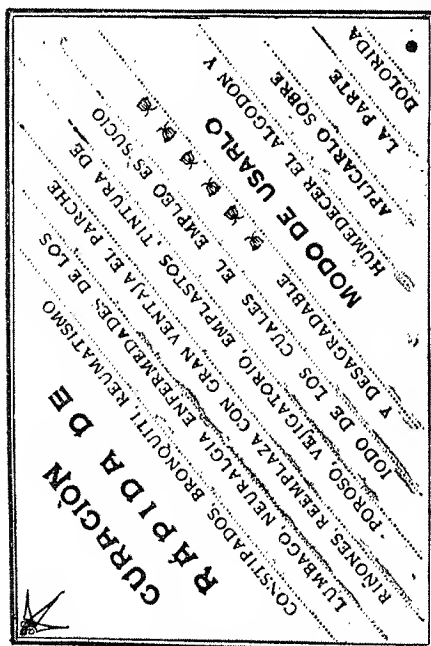 CURACIÒN
RÁPIDA DE
CONSTIPADOS BRONQUITI, REUMATISMO
LUMBAGO, NEURALGIA ENFERMEDADES, DE LOS
RIÑONES REEMPLAZA CON GRAN VENTAJA EL PARCHE
POROSO, VEJIGATORIO, EMPLASTOS, TINTURA DE
IODO DE LOS CUALES EL EMPLEO ES SUCIO
Y DESAGRADABLE
MODO DE USARLO
HUMEDECER EL ALGODON Y
APLICARLO SOBRE
LA PARTE
DOLORIDA